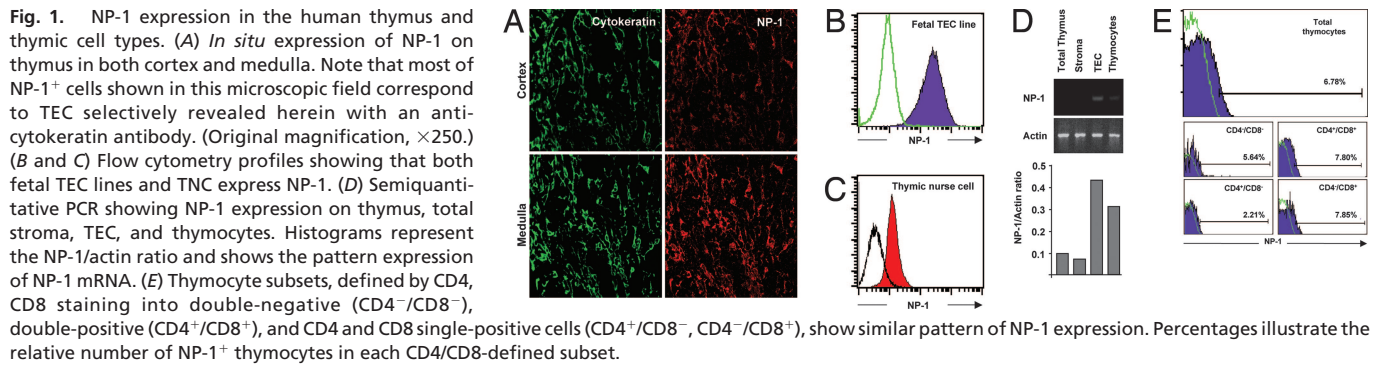 Fig. 1. NP-1 expression in the human thymus and
thymic cell types. (A) In situ expression of NP-1 on
thymus in both cortex and medulla. Note that most of
NP-1⁺ cells shown in this microscopic field correspond
to TEC selectively revealed herein with an anti-
cytokeratin antibody. (Original magnification, ×250.)
(B and C) Flow cytometry profiles showing that both
fetal TEC lines and TNC express NP-1. (D) Semiquanti-
tative PCR showing NP-1 expression on thymus, total
stroma, TEC, and thymocytes. Histograms represent
the NP-1/actin ratio and shows the pattern expression
of NP-1 mRNA. (E) Thymocyte subsets, defined by CD4,
CD8 staining into double-negative (CD4⁻/CD8⁻),
double-positive (CD4⁺/CD8⁺), and CD4 and CD8 single-positive cells (CD4⁺/CD8⁻, CD4⁻/CD8⁺), show similar pattern of NP-1 expression. Percentages illustrate the
relative number of NP-1⁺ thymocytes in each CD4/CD8-defined subset.
A
Cytokeratin
NP-1
Cortex
Medulla
B
Fetal TEC line
NP-1
C
Thymic nurse cell
NP-1
D
Total Thymus
Stroma
TEC
Thymocytes
NP-1
Actin
NP-1/Actin ratio
0.5
0.4
0.3
0.2
0.1
E
Total
thymocytes
6.78%
CD4⁻/CD8⁻
5.64%
CD4⁺/CD8⁺
7.80%
CD4⁺/CD8⁻
2.21%
CD4⁻/CD8⁺
7.85%
NP-1